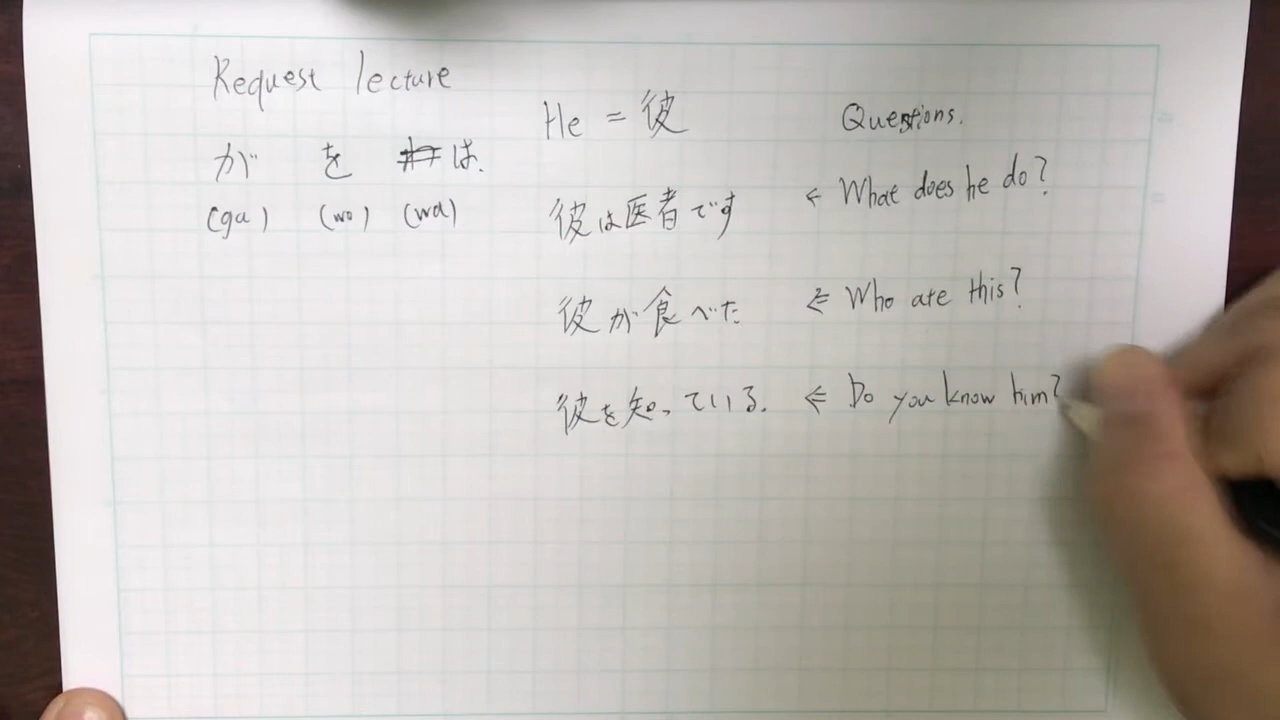 Request lecture
が を は.
(ga) (wo) (wa)
He = 彼
彼は医者です
彼が食べた
彼を知っている.
Questions.
← What does he do?
⇐ Who ate this?
⇐ Do you know him?